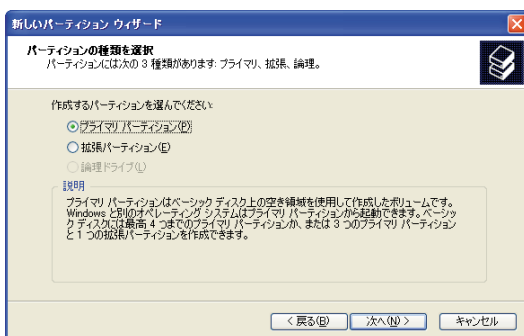 新しいパーティション ウィザード
パーティションの種類を選択
パーティションには次の 3 種類があります: プライマリ、拡張、論理。
作成するパーティションを選んでください:
プライマリ パーティション(P)
拡張パーティション(E)
論理ドライブ(L)
説明
プライマリ パーティションはベーシック ディスク上の空き領域を使用して作成したボリュームです。
Windows と別のオペレーティング システムはプライマリ パーティションから起動できます。ベーシッ
ク ディスクには最高 4 つまでのプライマリ パーティションか、または 3 つのプライマリ パーティション
と 1 つの拡張パーティションを作成できます。
< 戻る(B)
次へ(N) >
キャンセル